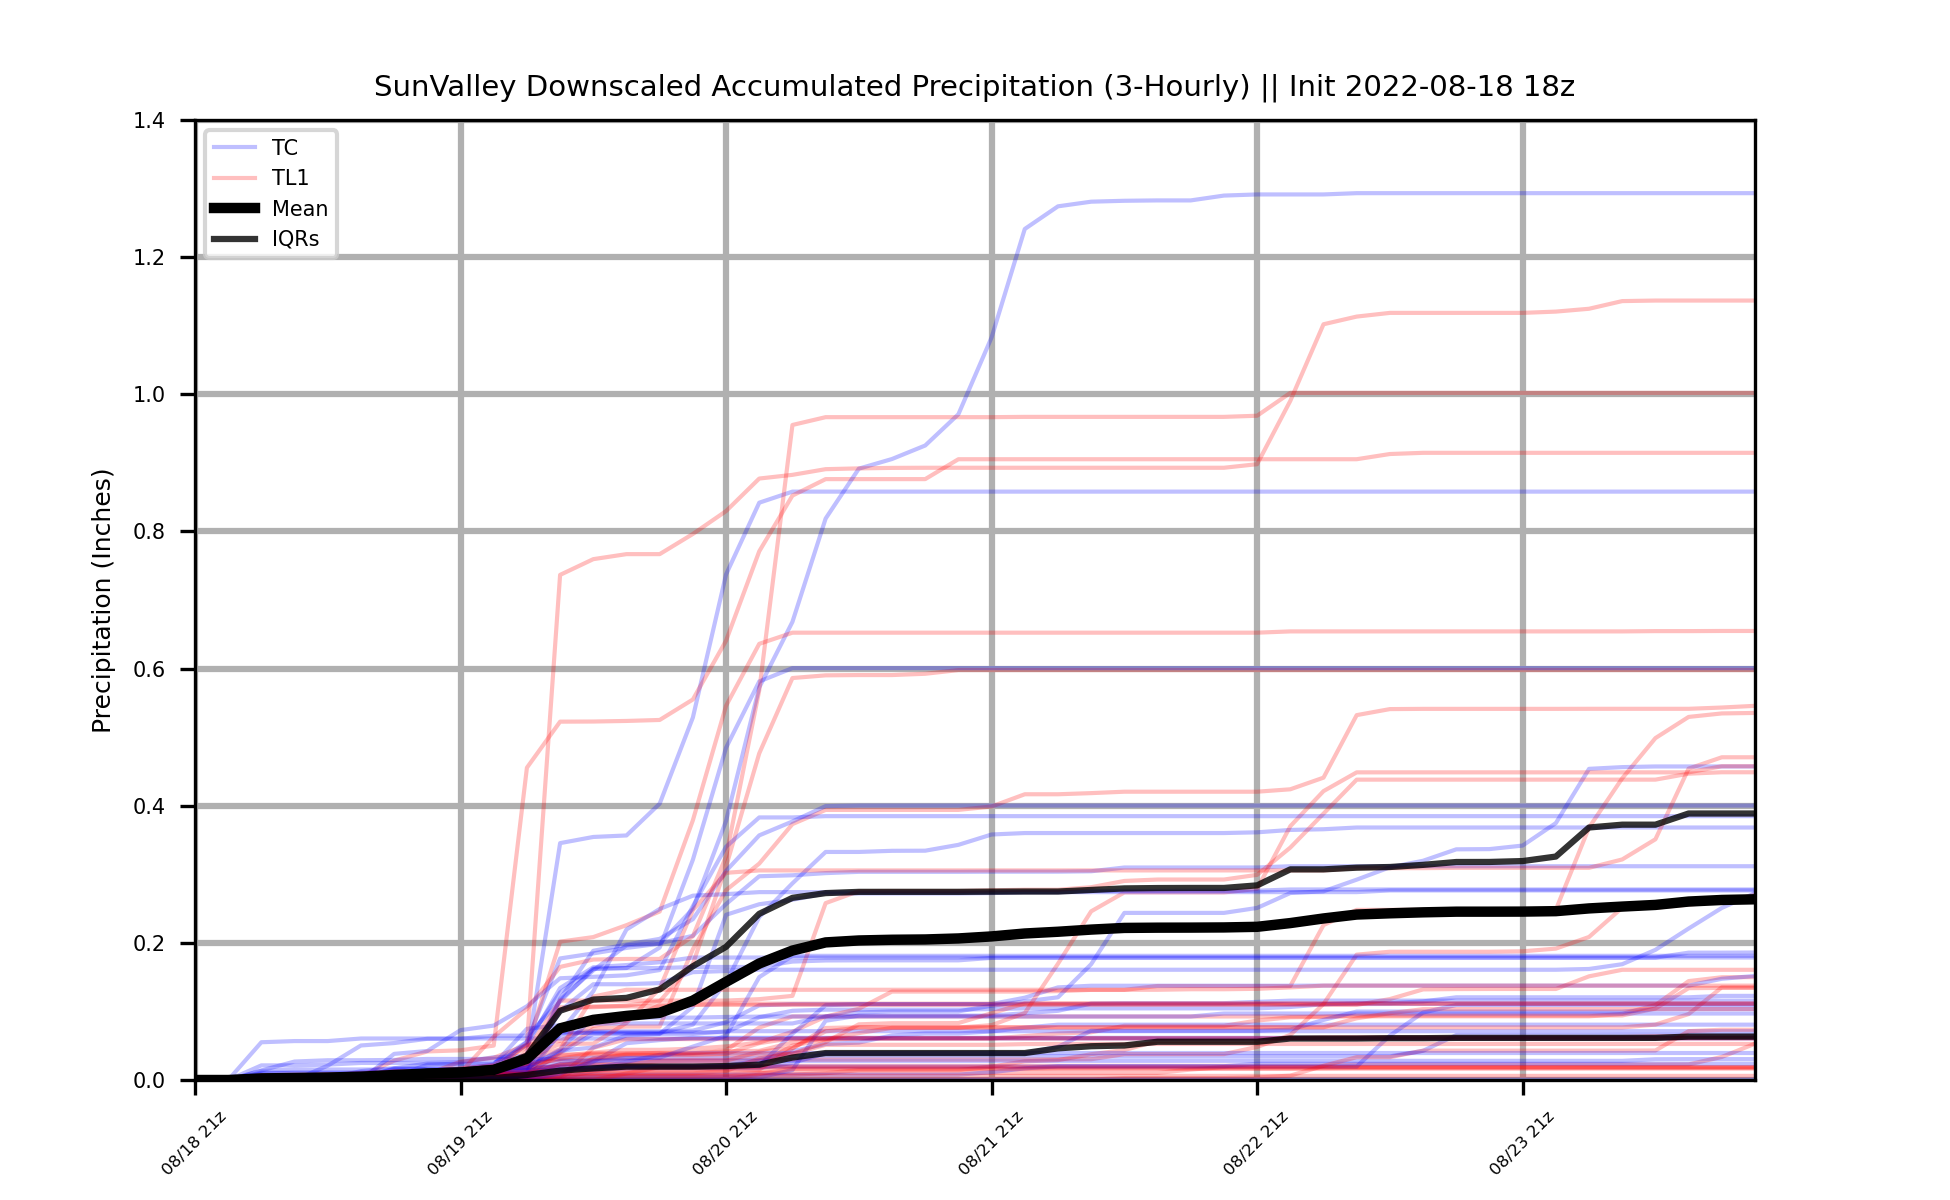 SunValley Downscaled Accumulated Precipitation (3-Hourly) || Init 2022-08-18 18z
Precipitation (Inches)
1.4
1.2
1.0
0.8
0.6
0.4
0.2
0.0
TC
TL1
Mean
IQRs
08/18 21z
08/19 21z
08/20 21z
08/21 21z
08/22 21z
08/23 21z